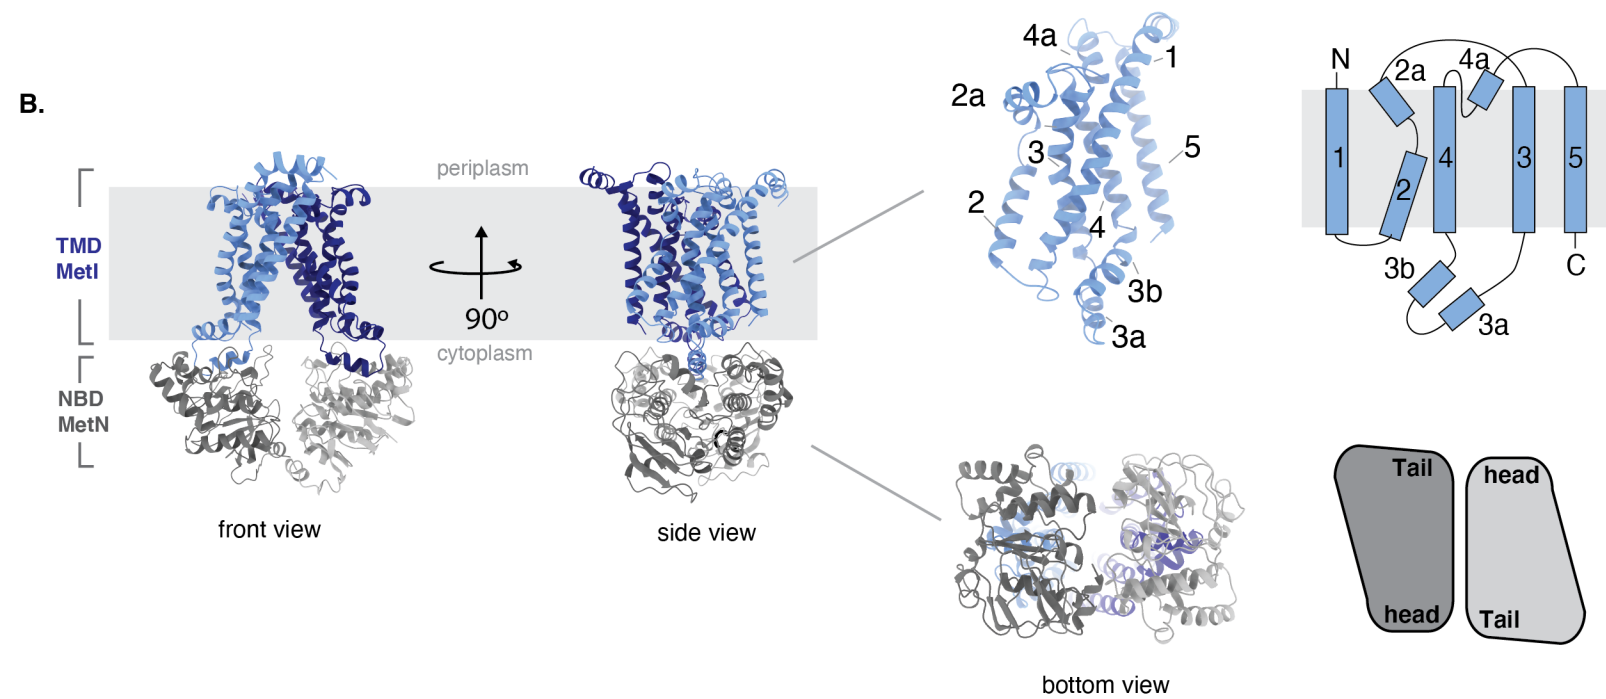 B.
TMD
MetI
NBD
MetN
front view
periplasm
90º
cytoplasm
side view
4a
1
2a
3
5
2
4
3b
3a
N
2a
4a
1
2
4
3
5
3b
3a
C
bottom view
Tail
head
head
Tail